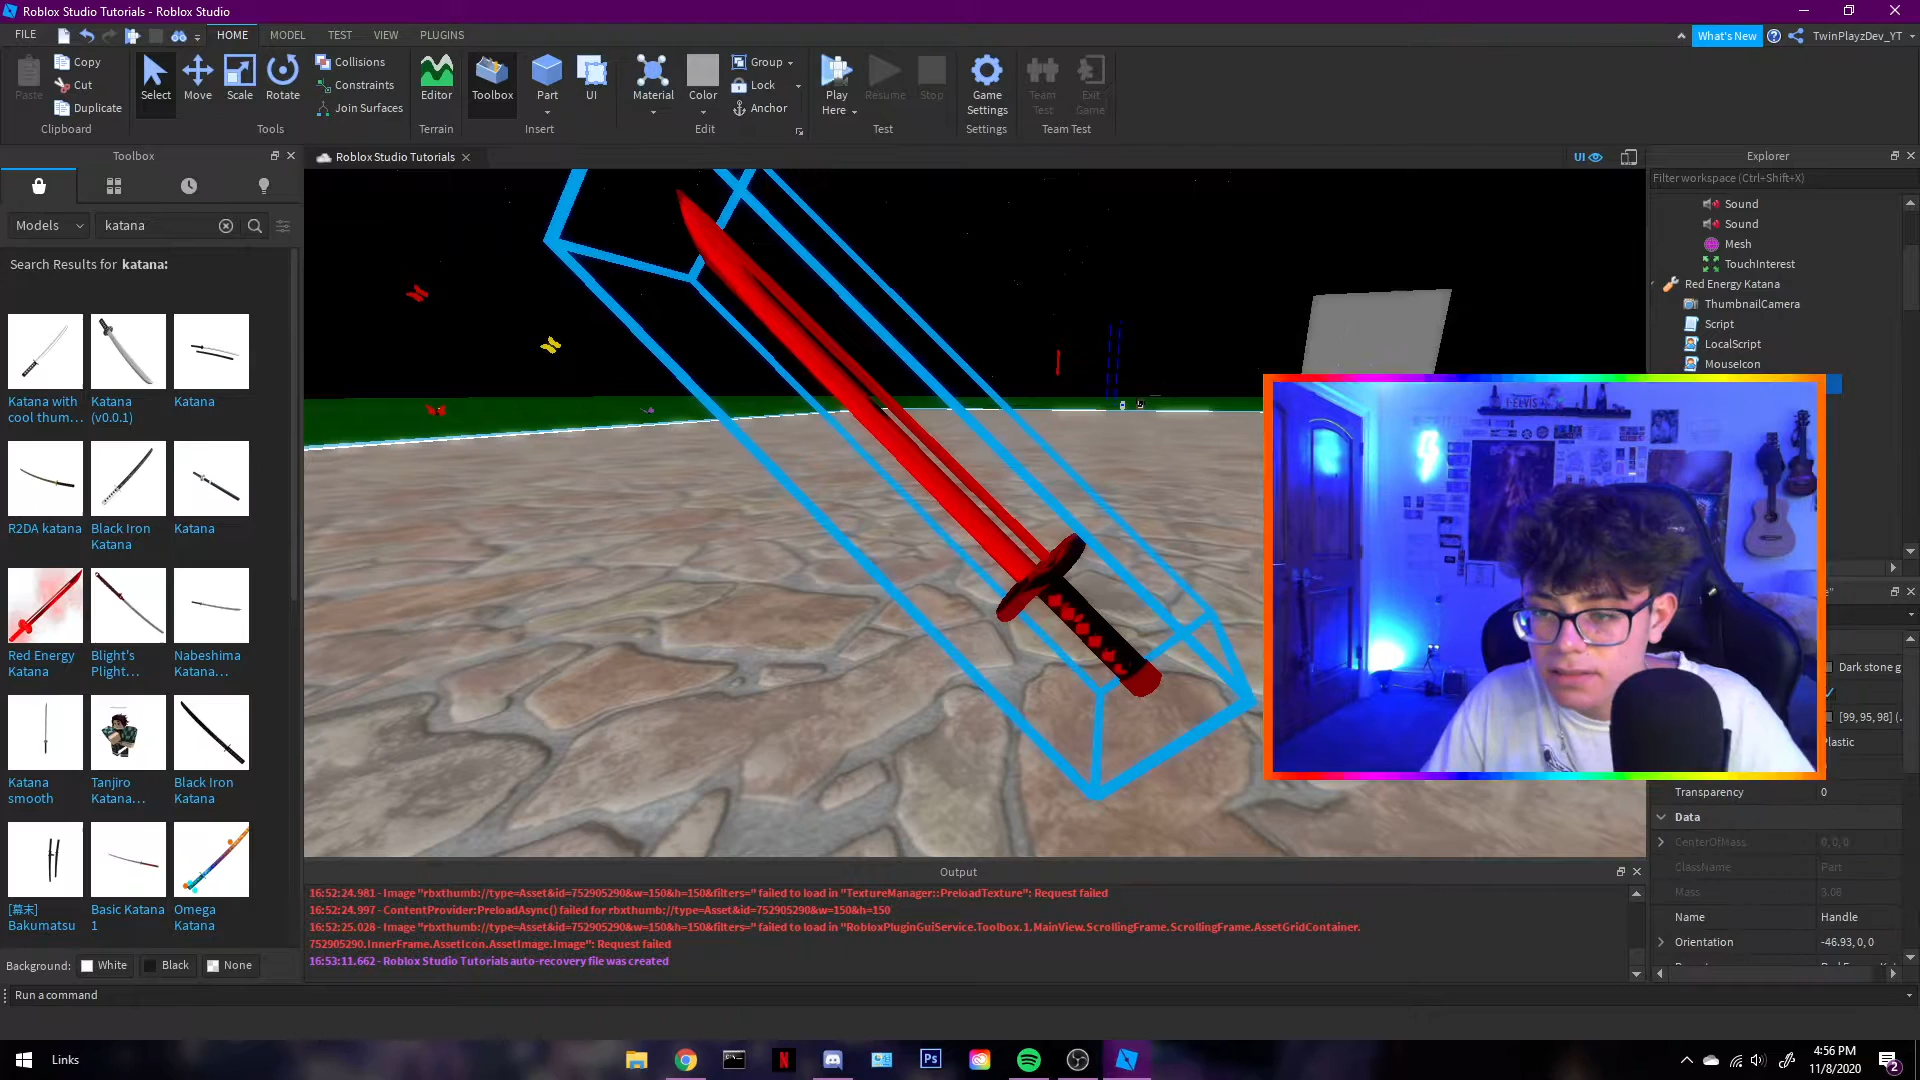 Roblox Studio Tutorials - Roblox Studio
FILE
HOME
MODEL
TEST
VIEW
PLUGINS
What's New
TwinPlayzDev_YT
Paste
Copy
Cut
Duplicate
Clipboard
Select
Move
Scale
Rotate
Collisions
Constraints
Join Surfaces
Tools
Editor
Terrain
Toolbox
Part
UI
Insert
Material
Color
Group
Lock
Anchor
Edit
Play
Here
Resume
Stop
Test
Game
Settings
Settings
Team
Test
Exit
Game
Team Test
Toolbox
Roblox Studio Tutorials
UI
Explorer
Filter workspace (Ctrl+Shift+X)
Models
katana
Search Results for katana:
Katana with
cool thum...
Katana
(v0.0.1)
Katana
R2DA katana
Black Iron
Katana
Katana
Red Energy
Katana
Blight's
Plight...
Nabeshima
Katana...
Katana
smooth
Tanjiro
Katana...
Black Iron
Katana
[幕末]
Bakumatsu
Basic Katana
1
Omega
Katana
Background:
White
Black
None
Sound
Sound
Mesh
TouchInterest
Red Energy Katana
ThumbnailCamera
Script
LocalScript
MouseIcon
Dark stone g
[99, 95, 98] (.
Plastic
Transparency
0
Data
CenterOfMass
0, 0, 0
ClassName
Part
Mass
3.08
Name
Handle
Orientation
-46.93, 0, 0
Output
16:52:24.981 - Image "rbxthumb://type=Asset&id=752905290&w=150&h=150&filters=" failed to load in "TextureManager::PreloadTexture": Request failed
16:52:24.997 - ContentProvider:PreloadAsync() failed for rbxthumb://type=Asset&id=752905290&w=150&h=150
16:52:25.028 - Image "rbxthumb://type=Asset&id=752905290&w=150&h=150&filters=" failed to load in "RobloxPluginGuiService.Toolbox.1.MainView.ScrollingFrame.ScrollingFrame.AssetGridContainer.
752905290.InnerFrame.AssetIcon.AssetImage.Image": Request failed
16:53:11.662 - Roblox Studio Tutorials auto-recovery file was created
Run a command
Links
Ps
4:56 PM
11/8/2020
2